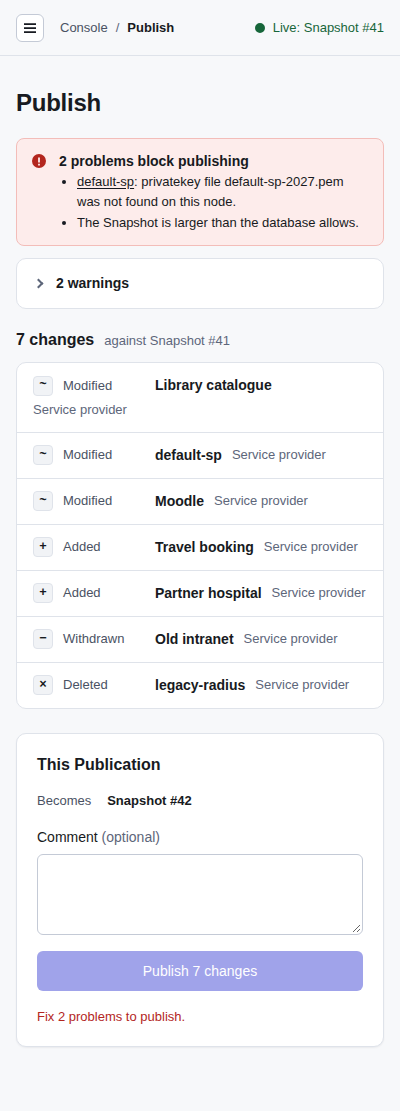 Console / Publish
Live: Snapshot #41
Publish
2 problems block publishing
default-sp: privatekey file default-sp-2027.pem
was not found on this node.
The Snapshot is larger than the database allows.
2 warnings
7 changes against Snapshot #41
~ Modified Library catalogue
Service provider
~ Modified default-sp Service provider
~ Modified Moodle Service provider
+ Added Travel booking Service provider
+ Added Partner hospital Service provider
− Withdrawn Old intranet Service provider
× Deleted legacy-radius Service provider
This Publication
Becomes Snapshot #42
Comment (optional)
Publish 7 changes
Fix 2 problems to publish.